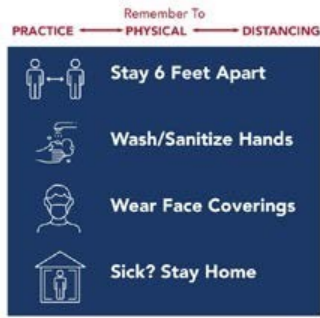 Remember To
PRACTICE PHYSICAL DISTANCING
Stay 6 Feet Apart
Wash/Sanitize Hands
Wear Face Coverings
Sick? Stay Home